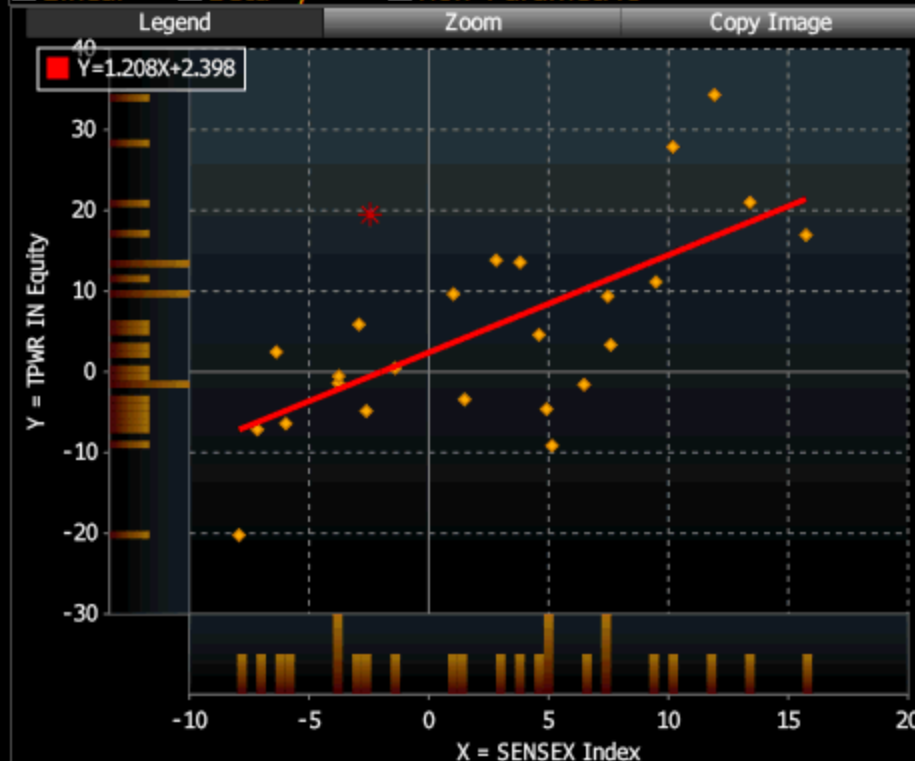 Legend Zoom Copy Image
Y=1.208X+2.398
40
30
20
10
0
-10
-20
-30
Y = TPWR IN Equity
-10 -5 0 5 10 15 20
X = SENSEX Index